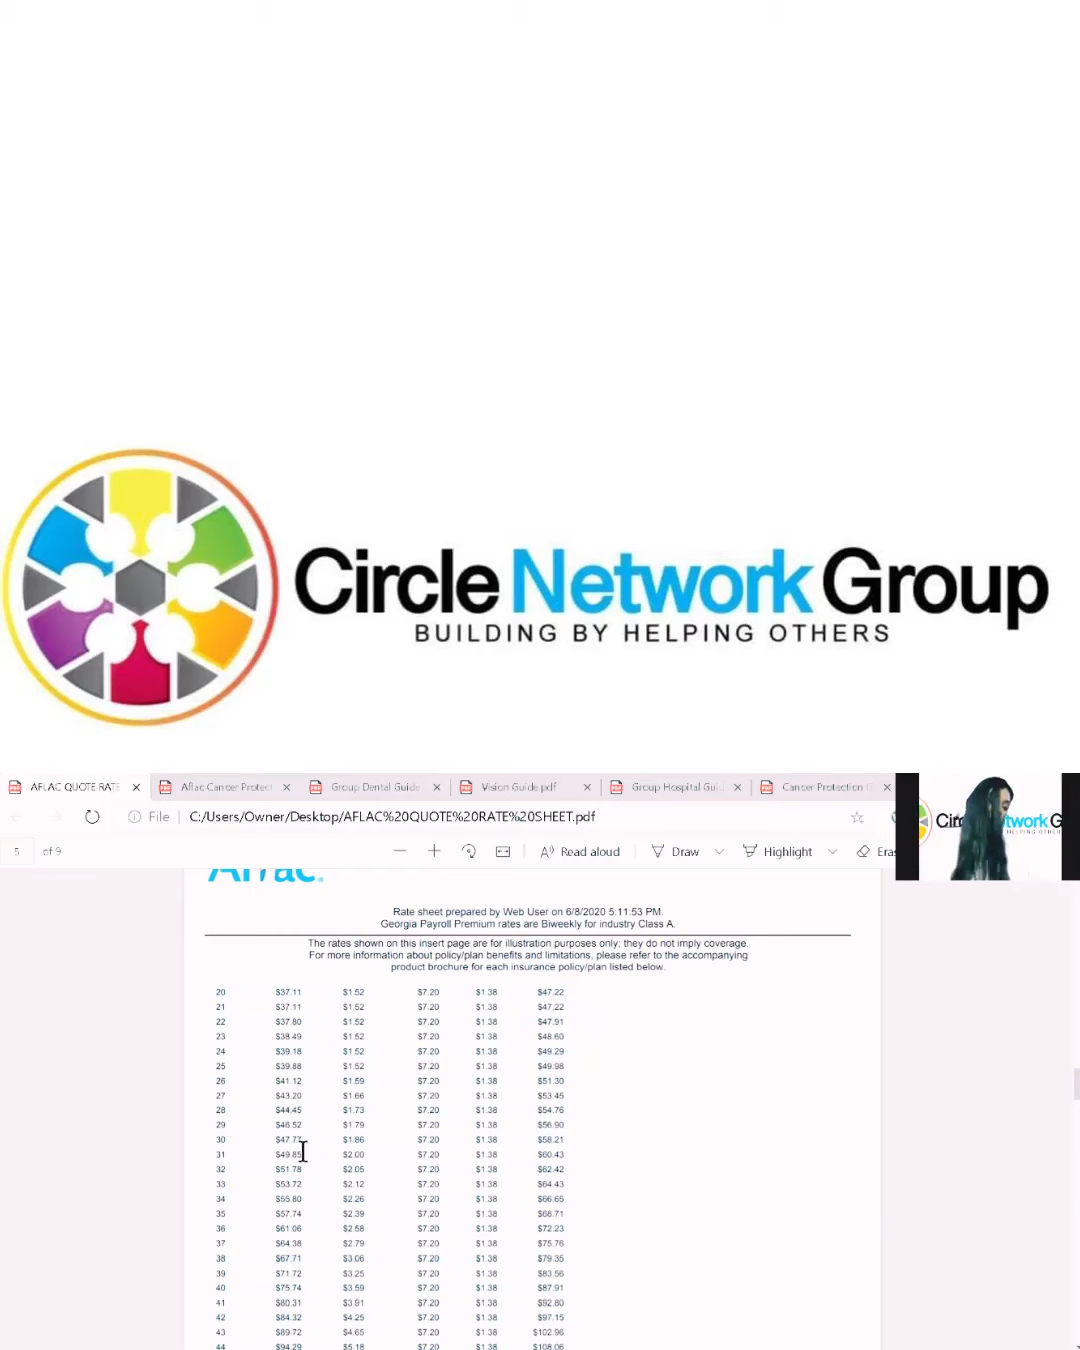 Circle Network Group
BUILDING BY HELPING OTHERS
AFLAC QUOTE RATE
Aflac Cancer Protect
Group Dental Guide
Vision Guide.pdf
Group Hospital Gui
Cancer Protection G
File
C:/Users/Owner/Desktop/AFLAC%20QUOTE%20RATE%20SHEET.pdf
5 of 9
Read aloud
Draw
Highlight
Eras
Aflac.
Rate sheet prepared by Web User on 6/8/2020 5:11:53 PM.
Georgia Payroll Premium rates are Biweekly for industry Class A.
The rates shown on this insert page are for illustration purposes only; they do not imply coverage.
For more information about policy/plan benefits and limitations, please refer to the accompanying
product brochure for each insurance policy/plan listed below.
20 $37.11 $1.52 $7.20 $1.38 $47.22
21 $37.11 $1.52 $7.20 $1.38 $47.22
22 $37.80 $1.52 $7.20 $1.38 $47.91
23 $38.49 $1.52 $7.20 $1.38 $48.60
24 $39.18 $1.52 $7.20 $1.38 $49.29
25 $39.88 $1.52 $7.20 $1.38 $49.98
26 $41.12 $1.59 $7.20 $1.38 $51.30
27 $43.20 $1.66 $7.20 $1.38 $53.45
28 $44.45 $1.73 $7.20 $1.38 $54.76
29 $46.52 $1.79 $7.20 $1.38 $56.90
30 $47.77 $1.86 $7.20 $1.38 $58.21
31 $49.85 $2.00 $7.20 $1.38 $60.43
32 $51.78 $2.05 $7.20 $1.38 $62.42
33 $53.72 $2.12 $7.20 $1.38 $64.43
34 $55.80 $2.26 $7.20 $1.38 $66.65
35 $57.74 $2.39 $7.20 $1.38 $68.71
36 $61.06 $2.58 $7.20 $1.38 $72.23
37 $64.38 $2.79 $7.20 $1.38 $75.76
38 $67.71 $3.06 $7.20 $1.38 $79.35
39 $71.72 $3.25 $7.20 $1.38 $83.56
40 $75.74 $3.59 $7.20 $1.38 $87.91
41 $80.31 $3.91 $7.20 $1.38 $92.80
42 $84.32 $4.25 $7.20 $1.38 $97.15
43 $89.72 $4.65 $7.20 $1.38 $102.96
44 $94.29 $5.18 $7.20 $1.38 $108.06